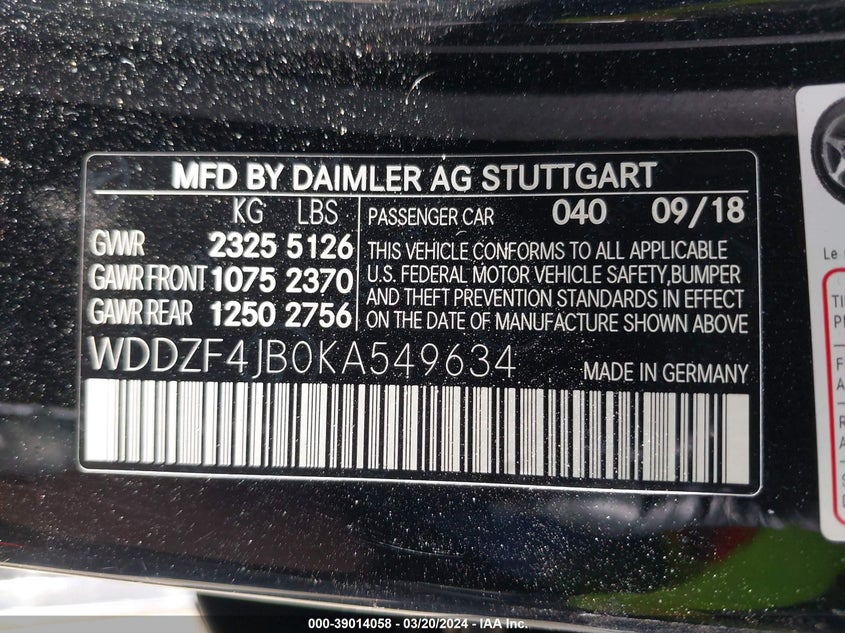 MFD BY DAIMLER AG STUTTGART
KG LBS
GVWR 2325 5126
GAWR FRONT 1075 2370
GAWR REAR 1250 2756
PASSENGER CAR 040 09/18
THIS VEHICLE CONFORMS TO ALL APPLICABLE
U.S. FEDERAL MOTOR VEHICLE SAFETY,BUMPER
AND THEFT PREVENTION STANDARDS IN EFFECT
ON THE DATE OF MANUFACTURE SHOWN ABOVE
WDDZF4JB0KA549634
MADE IN GERMANY
Le
000-39014058 - 03/20/2024 - IAA Inc.